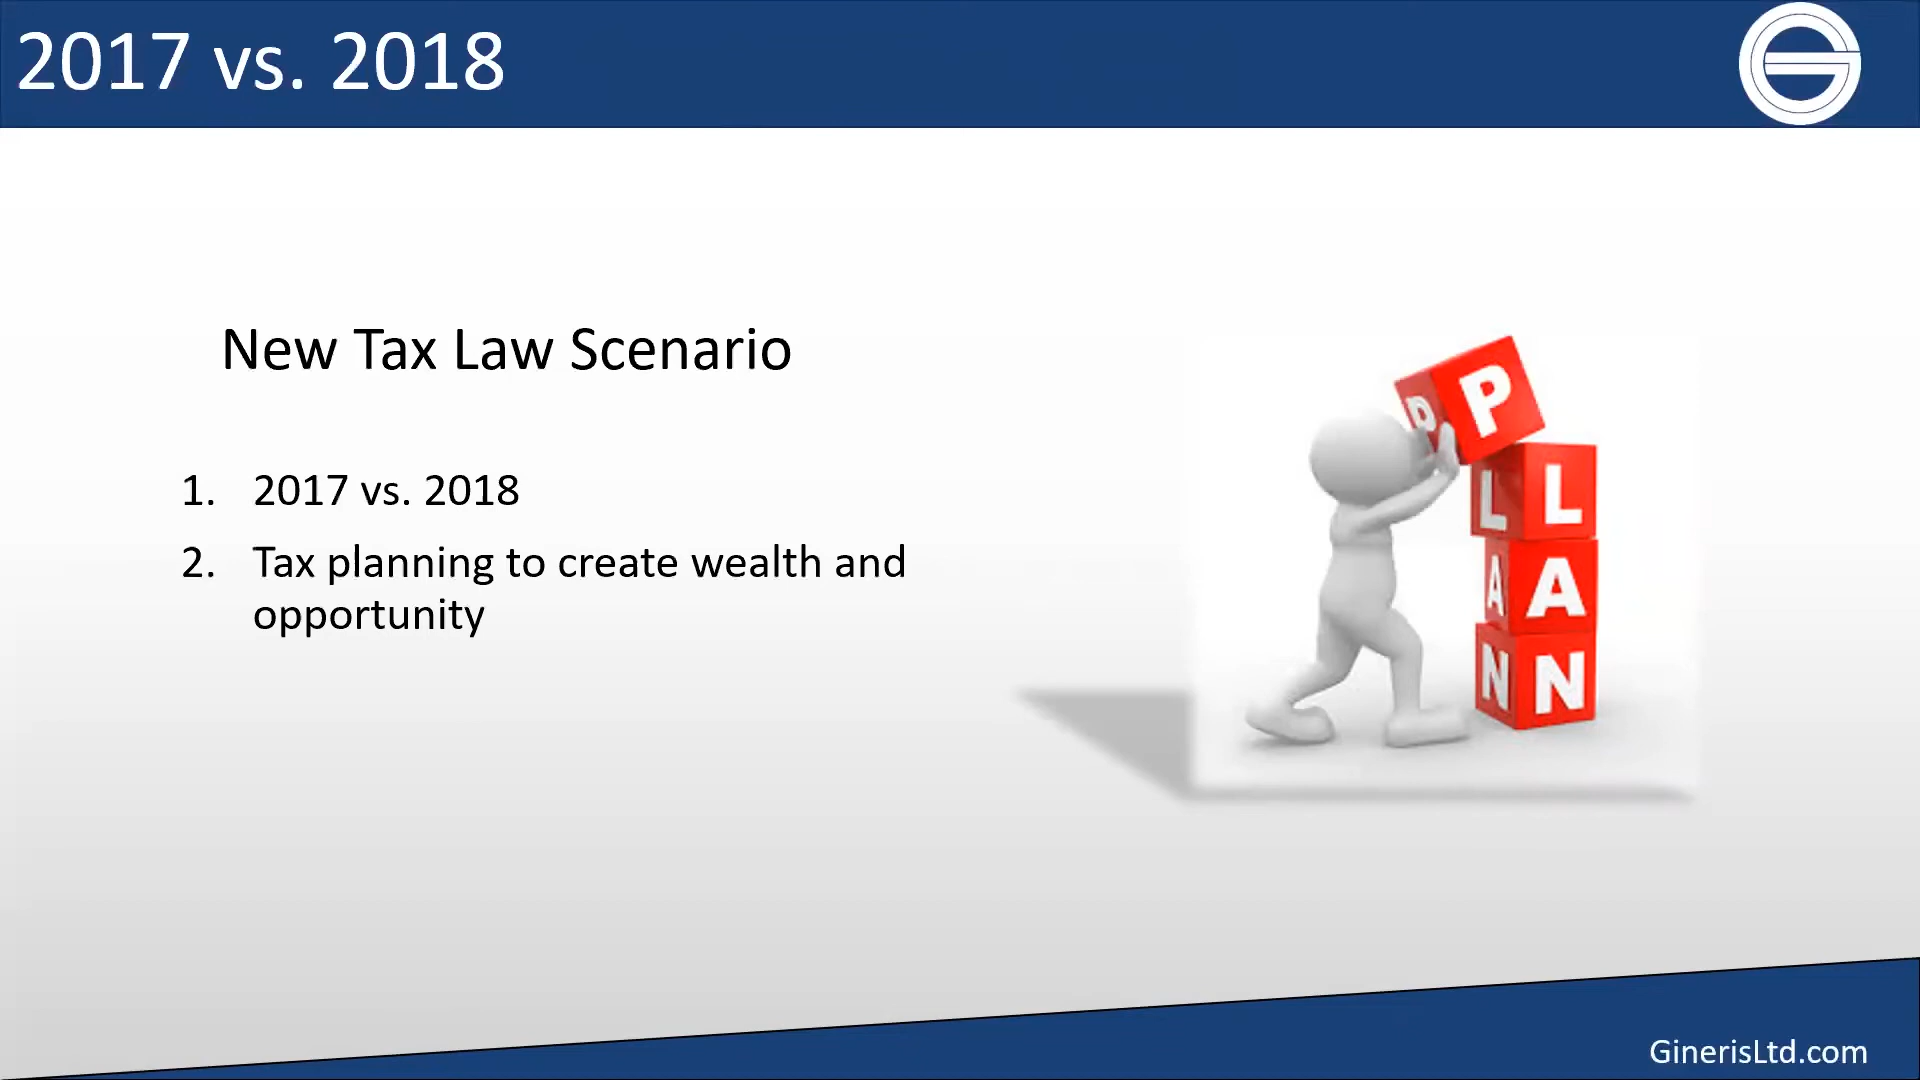 2017 vs. 2018
New Tax Law Scenario
1. 2017 vs. 2018
2. Tax planning to create wealth and
opportunity
P P
L L
A A
N N
GinerisLtd.com